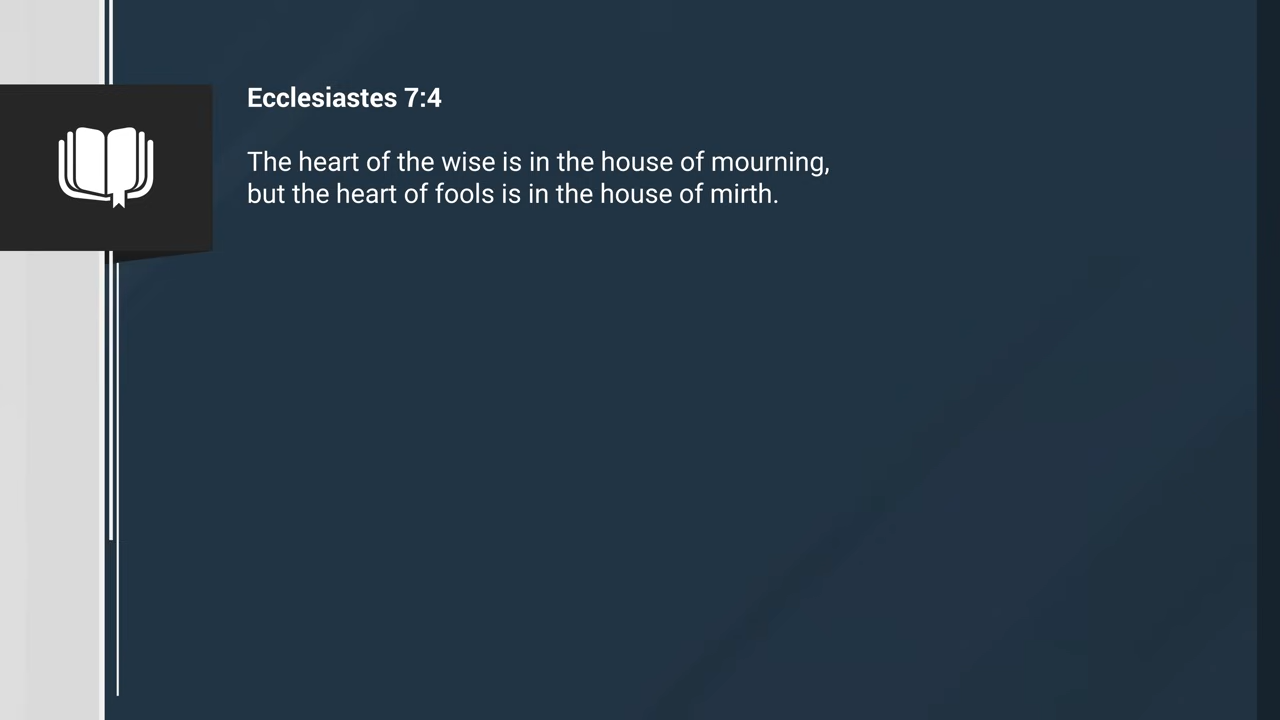 Ecclesiastes 7:4
The heart of the wise is in the house of mourning,
but the heart of fools is in the house of mirth.